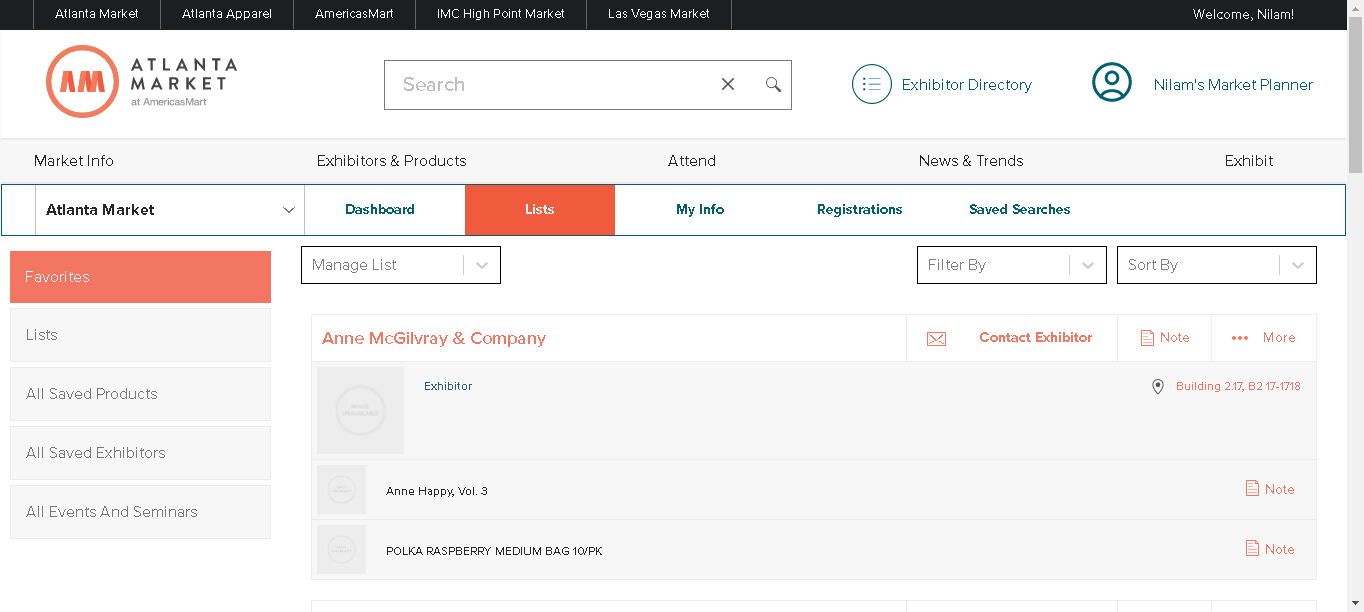 Atlanta Market Atlanta Apparel AmericasMart IMC High Point Market Las Vegas Market Welcome, Nilam!
AM ATLANTA
MARKET
at AmericasMart
Search
Exhibitor Directory
Nilam's Market Planner
Market Info Exhibitors & Products Attend News & Trends Exhibit
Atlanta Market Dashboard Lists My Info Registrations Saved Searches
Manage List Filter By Sort By
Favorites
Lists
All Saved Products
All Saved Exhibitors
All Events And Seminars
Anne McGilvray & Company Contact Exhibitor Note More
Exhibitor Building 2.17, B2 17-1718
Anne Happy, Vol. 3 Note
POLKA RASPBERRY MEDIUM BAG 10/PK Note